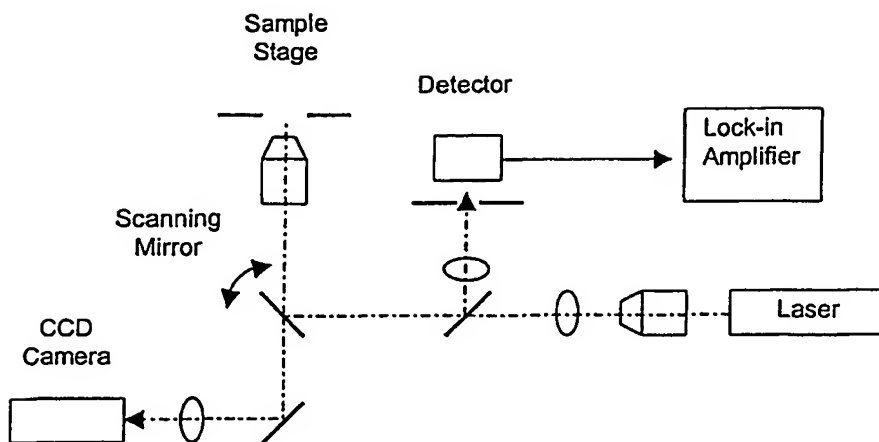 Sample
Stage
Detector
Lock-in
Amplifier
Scanning
Mirror
Laser
CCD
Camera